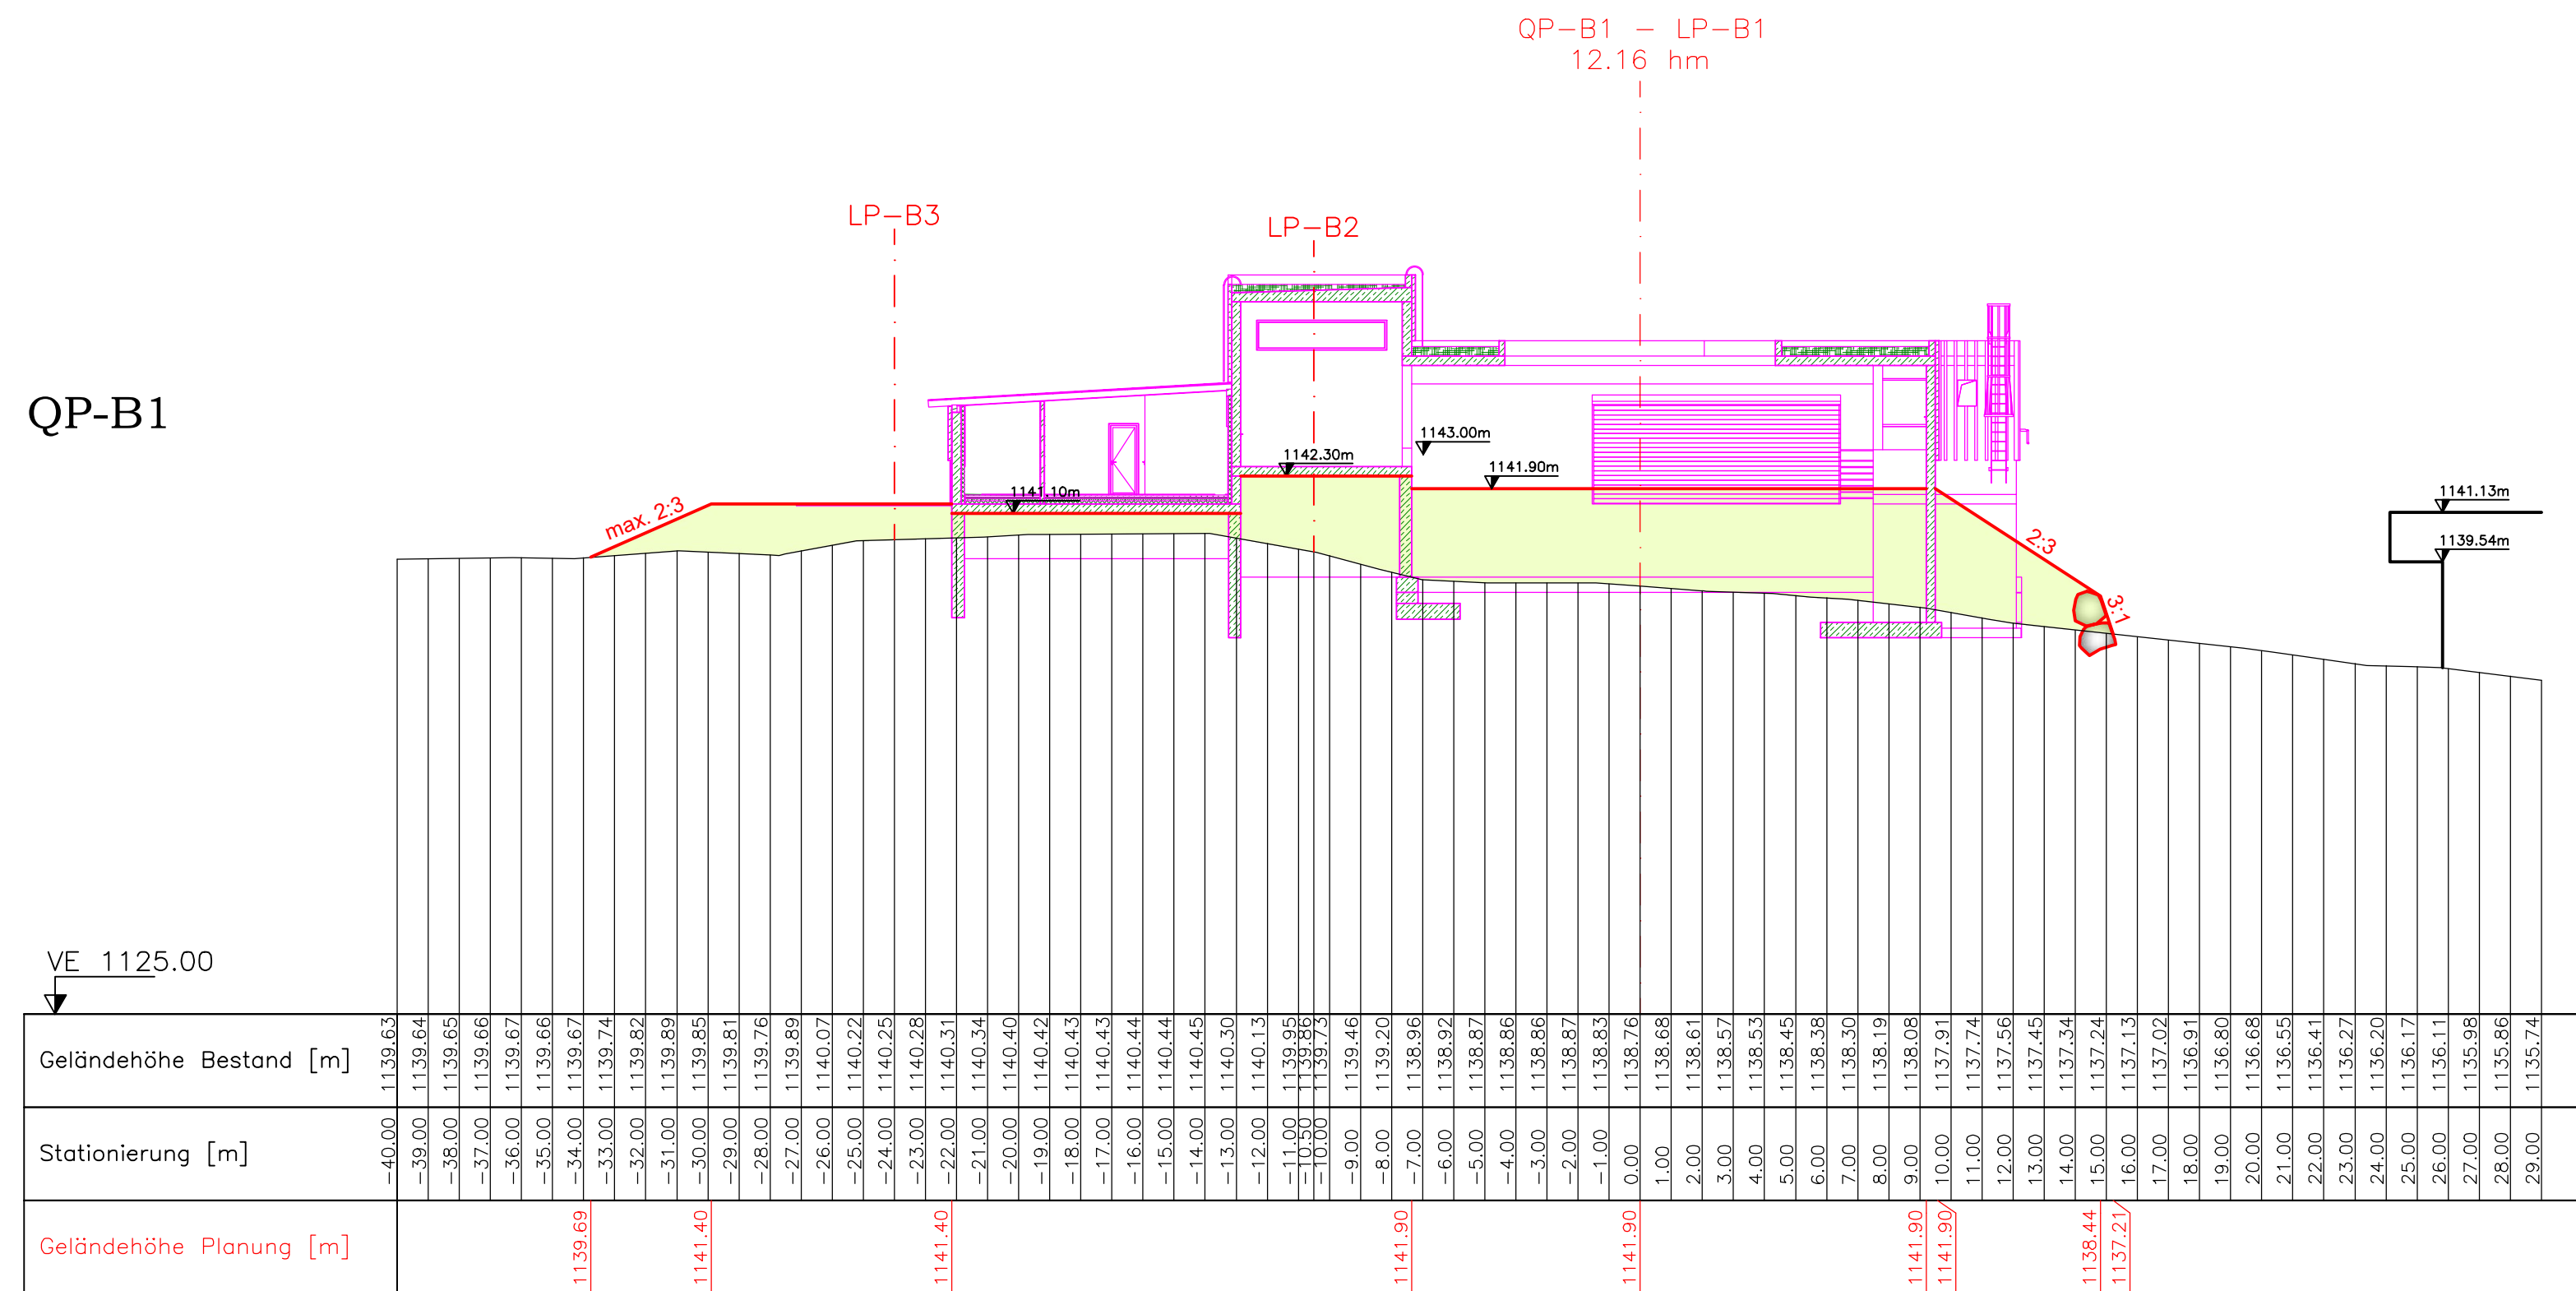 QP-B1 - LP-B1
12.16 hm
LP-B3
LP-B2
QP-B1
1143.00m
1142.30m
1141.90m
1141.10m
max. 2:3
2:3
3:1
1141.13m
1139.54m
VE 1125.00
Geländehöhe Bestand [m] 1139.63 1139.64 1139.65 1139.66 1139.67 1139.66 1139.67 1139.74 1139.82 1139.89 1139.85 1139.81 1139.76 1139.89 1140.07 1140.22 1140.25 1140.28 1140.31 1140.34 1140.40 1140.42 1140.43 1140.43 1140.44 1140.44 1140.45 1140.30 1140.13 1139.95 1139.86 1139.73 1139.46 1139.20 1138.96 1138.92 1138.87 1138.86 1138.86 1138.87 1138.83 1138.76 1138.68 1138.61 1138.57 1138.53 1138.45 1138.38 1138.30 1138.19 1138.08 1137.91 1137.74 1137.56 1137.45 1137.34 1137.24 1137.13 1137.02 1136.91 1136.80 1136.68 1136.55 1136.41 1136.27 1136.20 1136.17 1136.11 1135.98 1135.86 1135.74
Stationierung [m] -40.00 -39.00 -38.00 -37.00 -36.00 -35.00 -34.00 -33.00 -32.00 -31.00 -30.00 -29.00 -28.00 -27.00 -26.00 -25.00 -24.00 -23.00 -22.00 -21.00 -20.00 -19.00 -18.00 -17.00 -16.00 -15.00 -14.00 -13.00 -12.00 -11.00 -10.50 -10.00 -9.00 -8.00 -7.00 -6.00 -5.00 -4.00 -3.00 -2.00 -1.00 0.00 1.00 2.00 3.00 4.00 5.00 6.00 7.00 8.00 9.00 10.00 11.00 12.00 13.00 14.00 15.00 16.00 17.00 18.00 19.00 20.00 21.00 22.00 23.00 24.00 25.00 26.00 27.00 28.00 29.00
Geländehöhe Planung [m] 1139.69 1141.40 1141.40 1141.90 1141.90 1141.90 1141.90 1138.44 1137.21